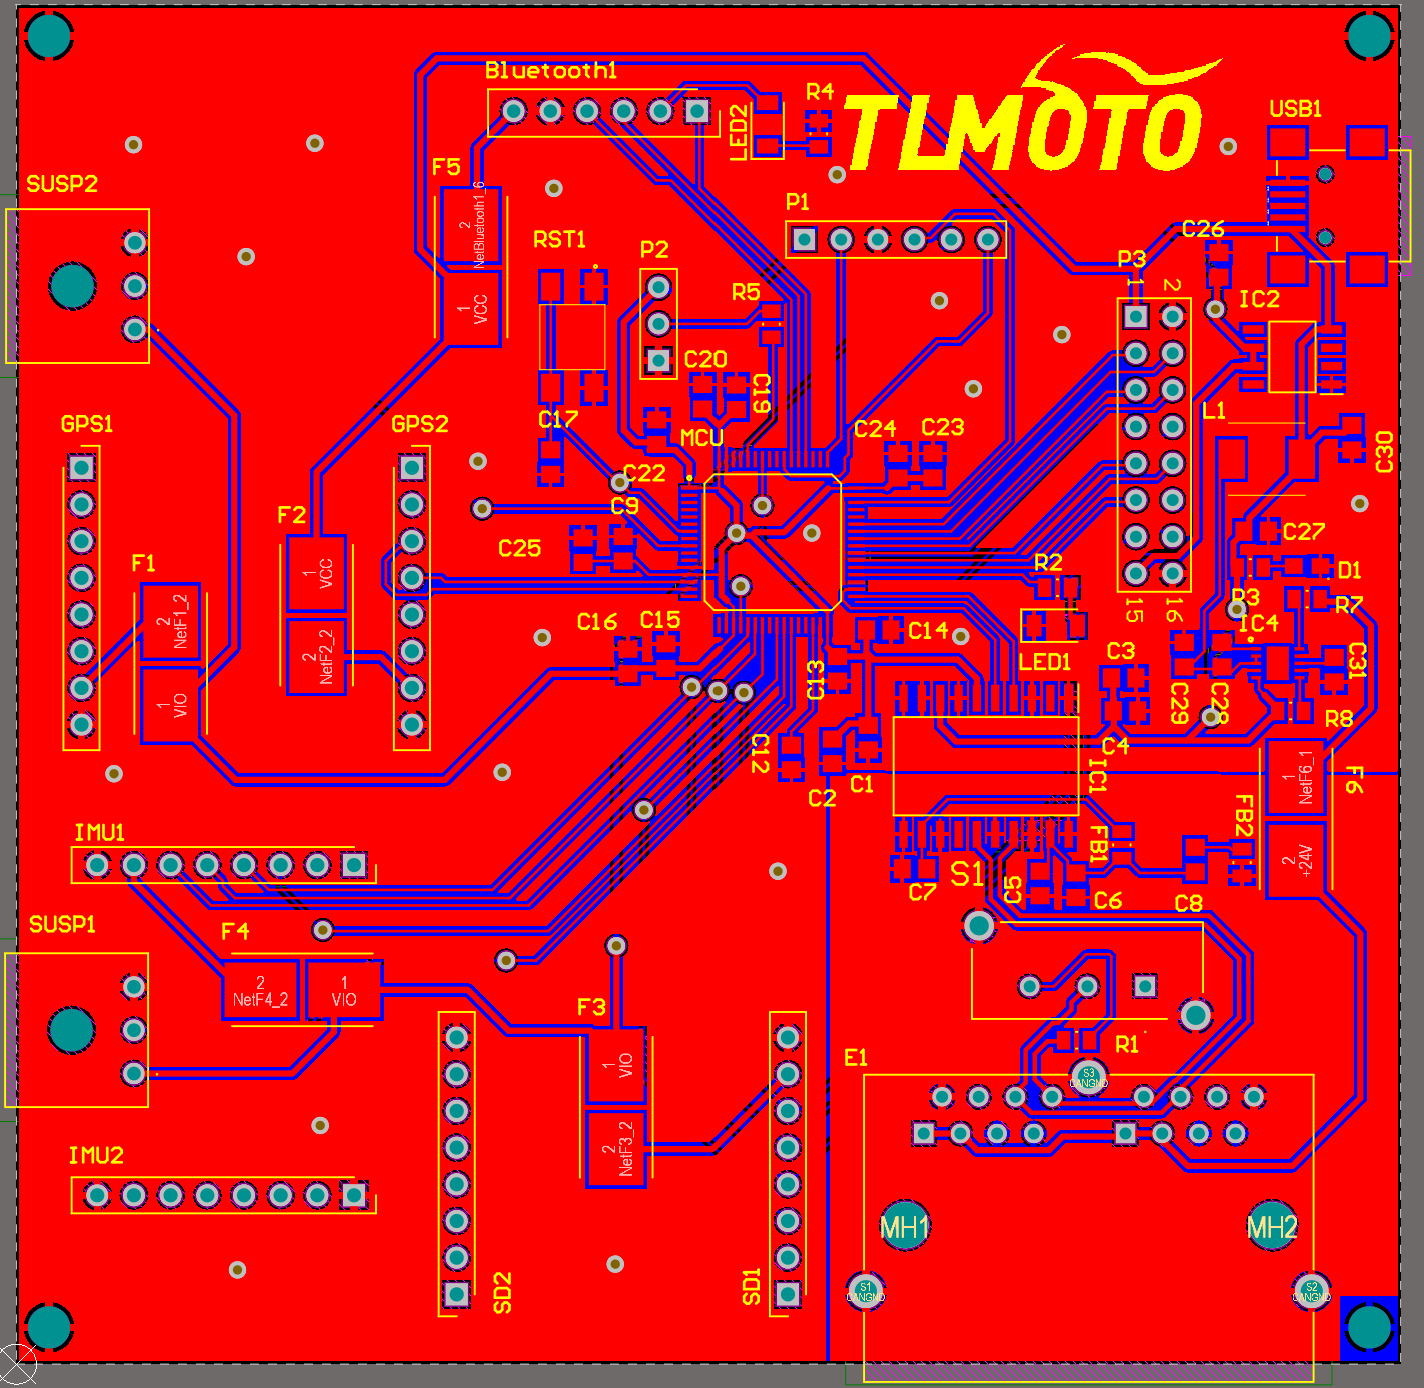 Bluetooth1
LED2
R4
TLMOTO
USB1
F5
SUSP2
2
NetBluetooth1_6
1
VCC
RST1
P2
P1
R5
C26
P3
1
2
IC2
C20
C19
C17
MCU
GPS1
GPS2
L1
C24
C23
C30
C22
C9
C25
F2
1
VCC
2
NetF2_2
F1
2
NetF1_2
1
VIO
C27
R2
D1
R3
R7
IC4
15
16
C16
C15
C14
C13
LED1
C3
C29
C28
C31
R8
C4
C12
C2
C1
IC1
F6
1
NetF6_1
2
+24V
FB2
FB1
IMU1
S1
C7
C5
C6
C8
SUSP1
F4
2
NetF4_2
1
VIO
F3
1
VIO
2
NetF3_2
R1
E1
S3
CANGND
IMU2
MH1
MH2
S1
CANGND
S2
CANGND
SD2
SD1